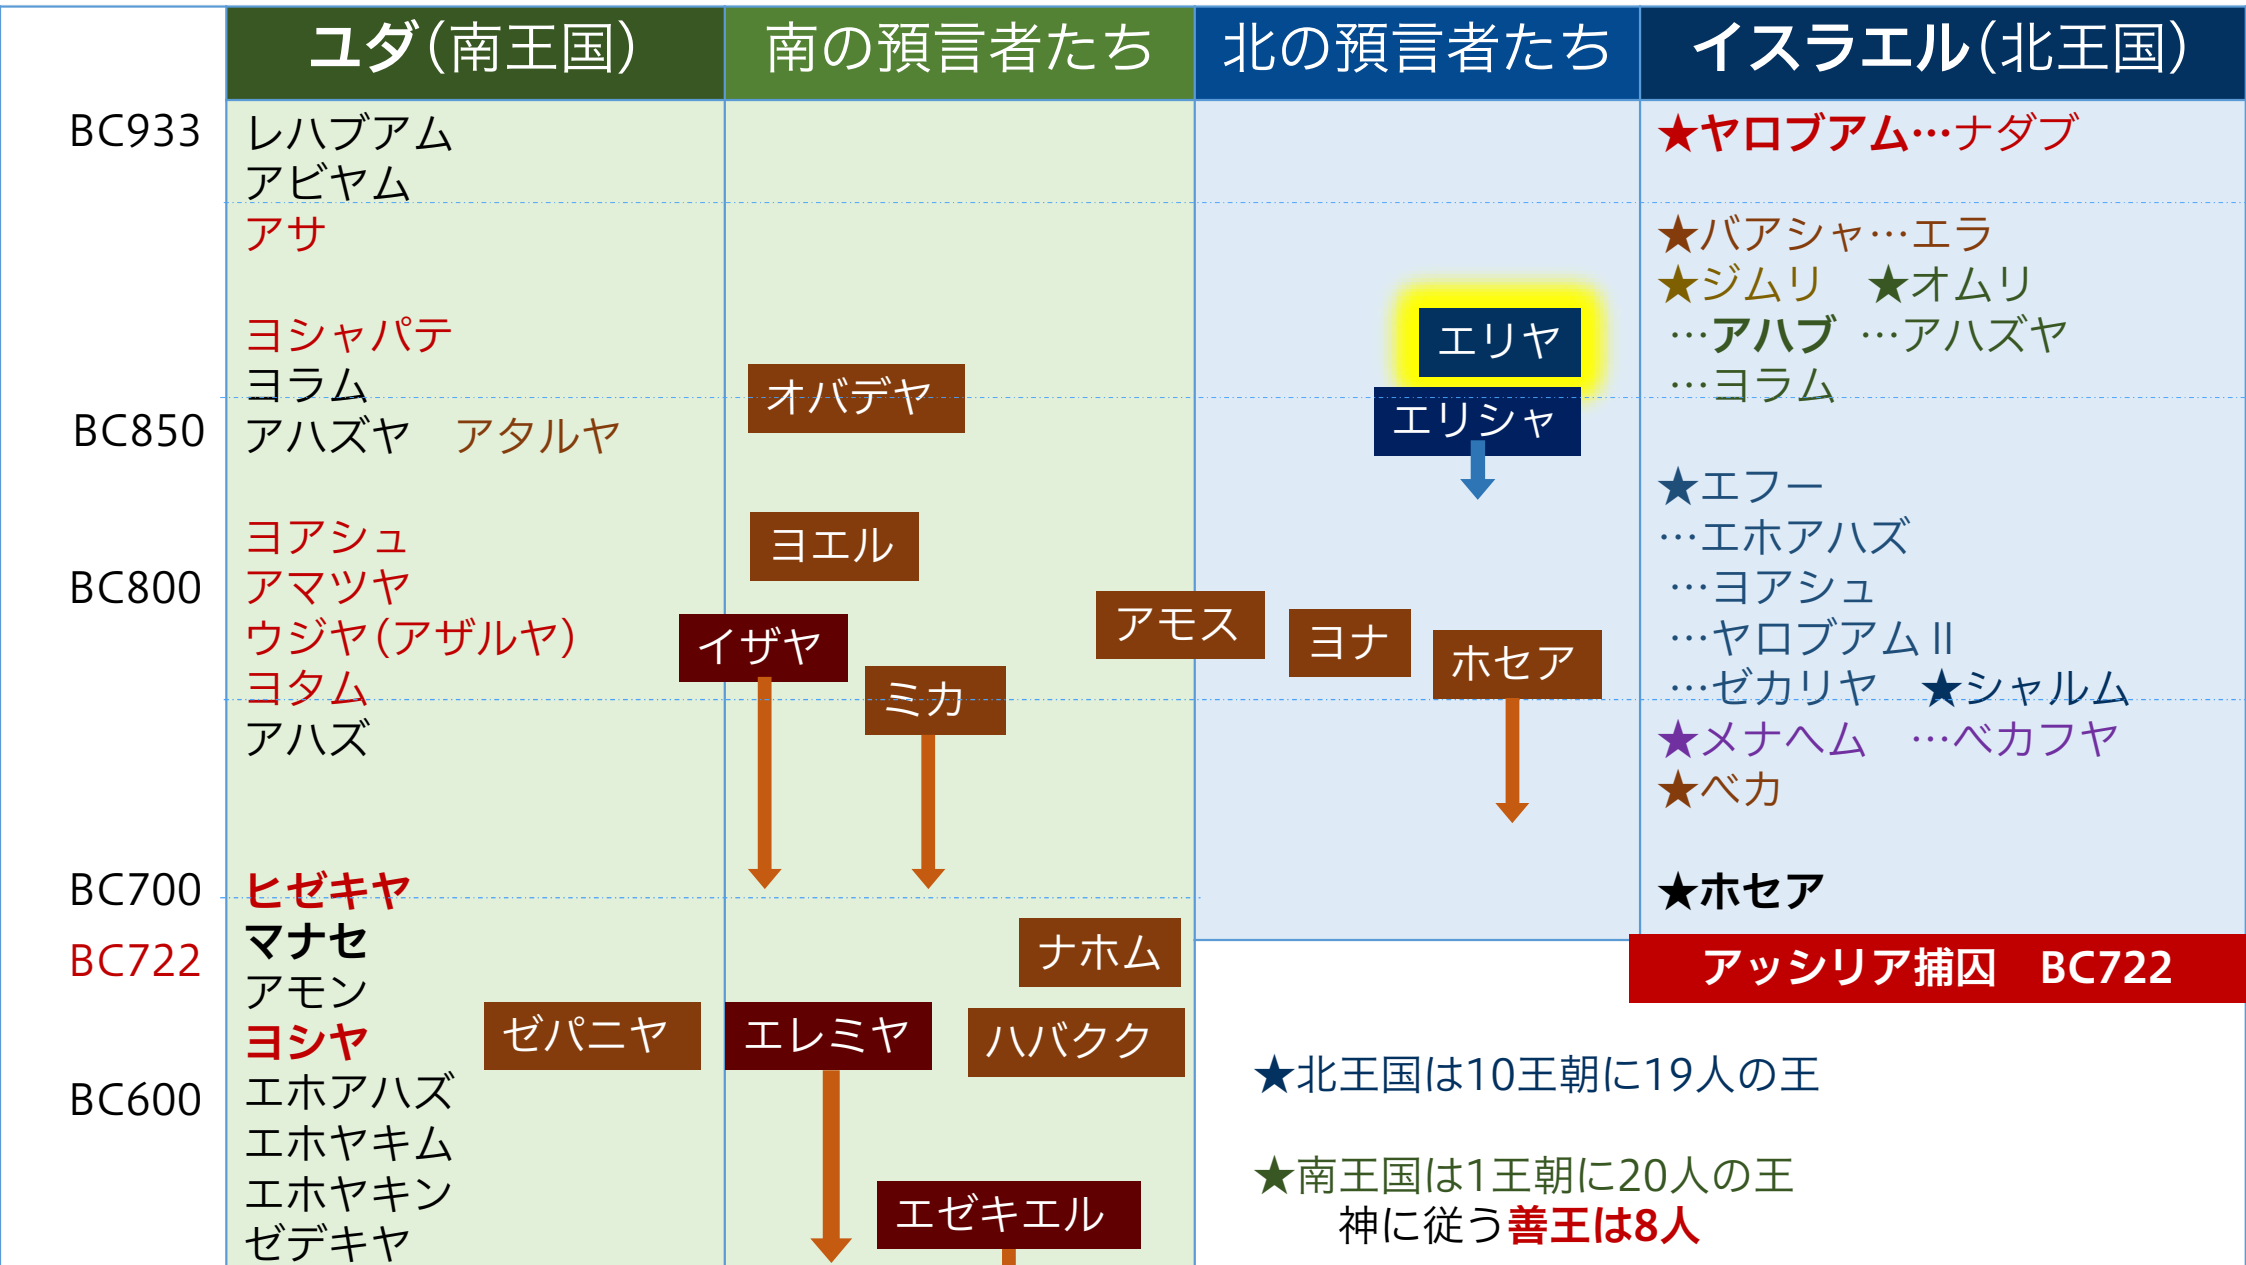 ユダ(南王国)
南の預言者たち
北の預言者たち
イスラエル(北王国)
BC933
レハブアム
★ヤロブアム…ナダブ
アビヤム
アサ
★バアシャ…エラ
★ジムリ ★オムリ
ヨシャパテ
エリヤ
…アハブ …アハズヤ
ヨラム
オバデヤ
…ヨラム
BC850
アハズヤ アタルヤ
エリシャ
★エフー
ヨアシュ
ヨエル
…エホアハズ
BC800
アマツヤ
…ヨアシュ
ウジヤ(アザルヤ)
イザヤ
アモス
ヨナ
ホセア
…ヤロブアムⅡ
ヨタム
ミカ
…ゼカリヤ ★シャルム
アハズ
★メナヘム …ベカフヤ
★ベカ
BC700
ヒゼキヤ
★ホセア
マナセ
ナホム
BC722
アッシリア捕囚 BC722
アモン
ヨシヤ
ゼパニヤ
エレミヤ
ハバクク
BC600
エホアハズ
★北王国は10王朝に19人の王
エホヤキム
エホヤキン
★南王国は1王朝に20人の王
エゼキエル
神に従う善王は8人
ゼデキヤ